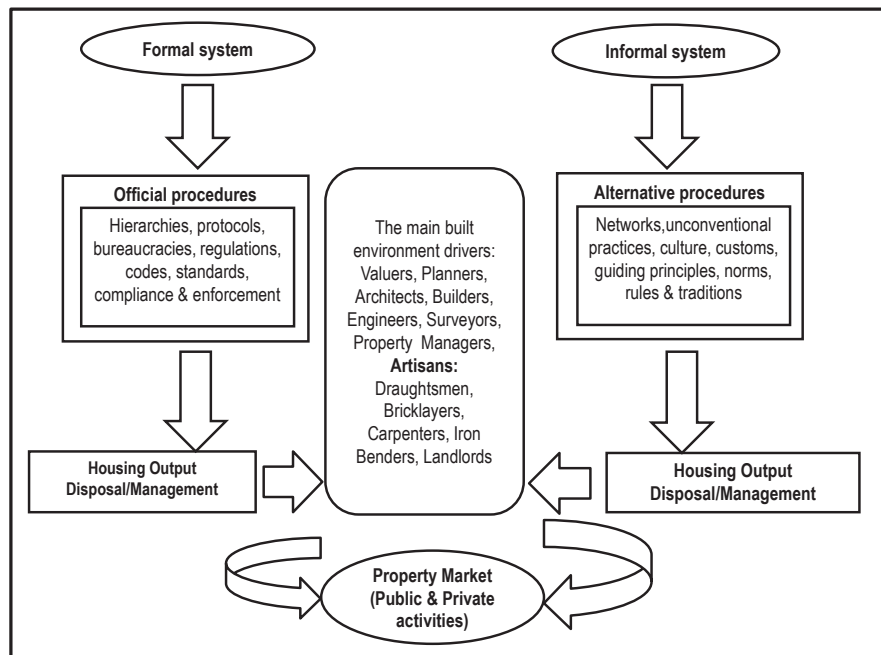 Formal system
Informal system
Official procedures
Hierarchies, protocols,
bureaucracies, regulations,
codes, standards,
compliance & enforcement
The main built
environment drivers:
Valuers, Planners,
Architects, Builders,
Engineers, Surveyors,
Property Managers,
Artisans:
Draughtsmen,
Bricklayers,
Carpenters, Iron
Benders, Landlords
Alternative procedures
Networks,unconventional
practices, culture, customs,
guiding principles, norms,
rules & traditions
Housing Output
Disposal/Management
Housing Output
Disposal/Management
Property Market
(Public & Private
activities)